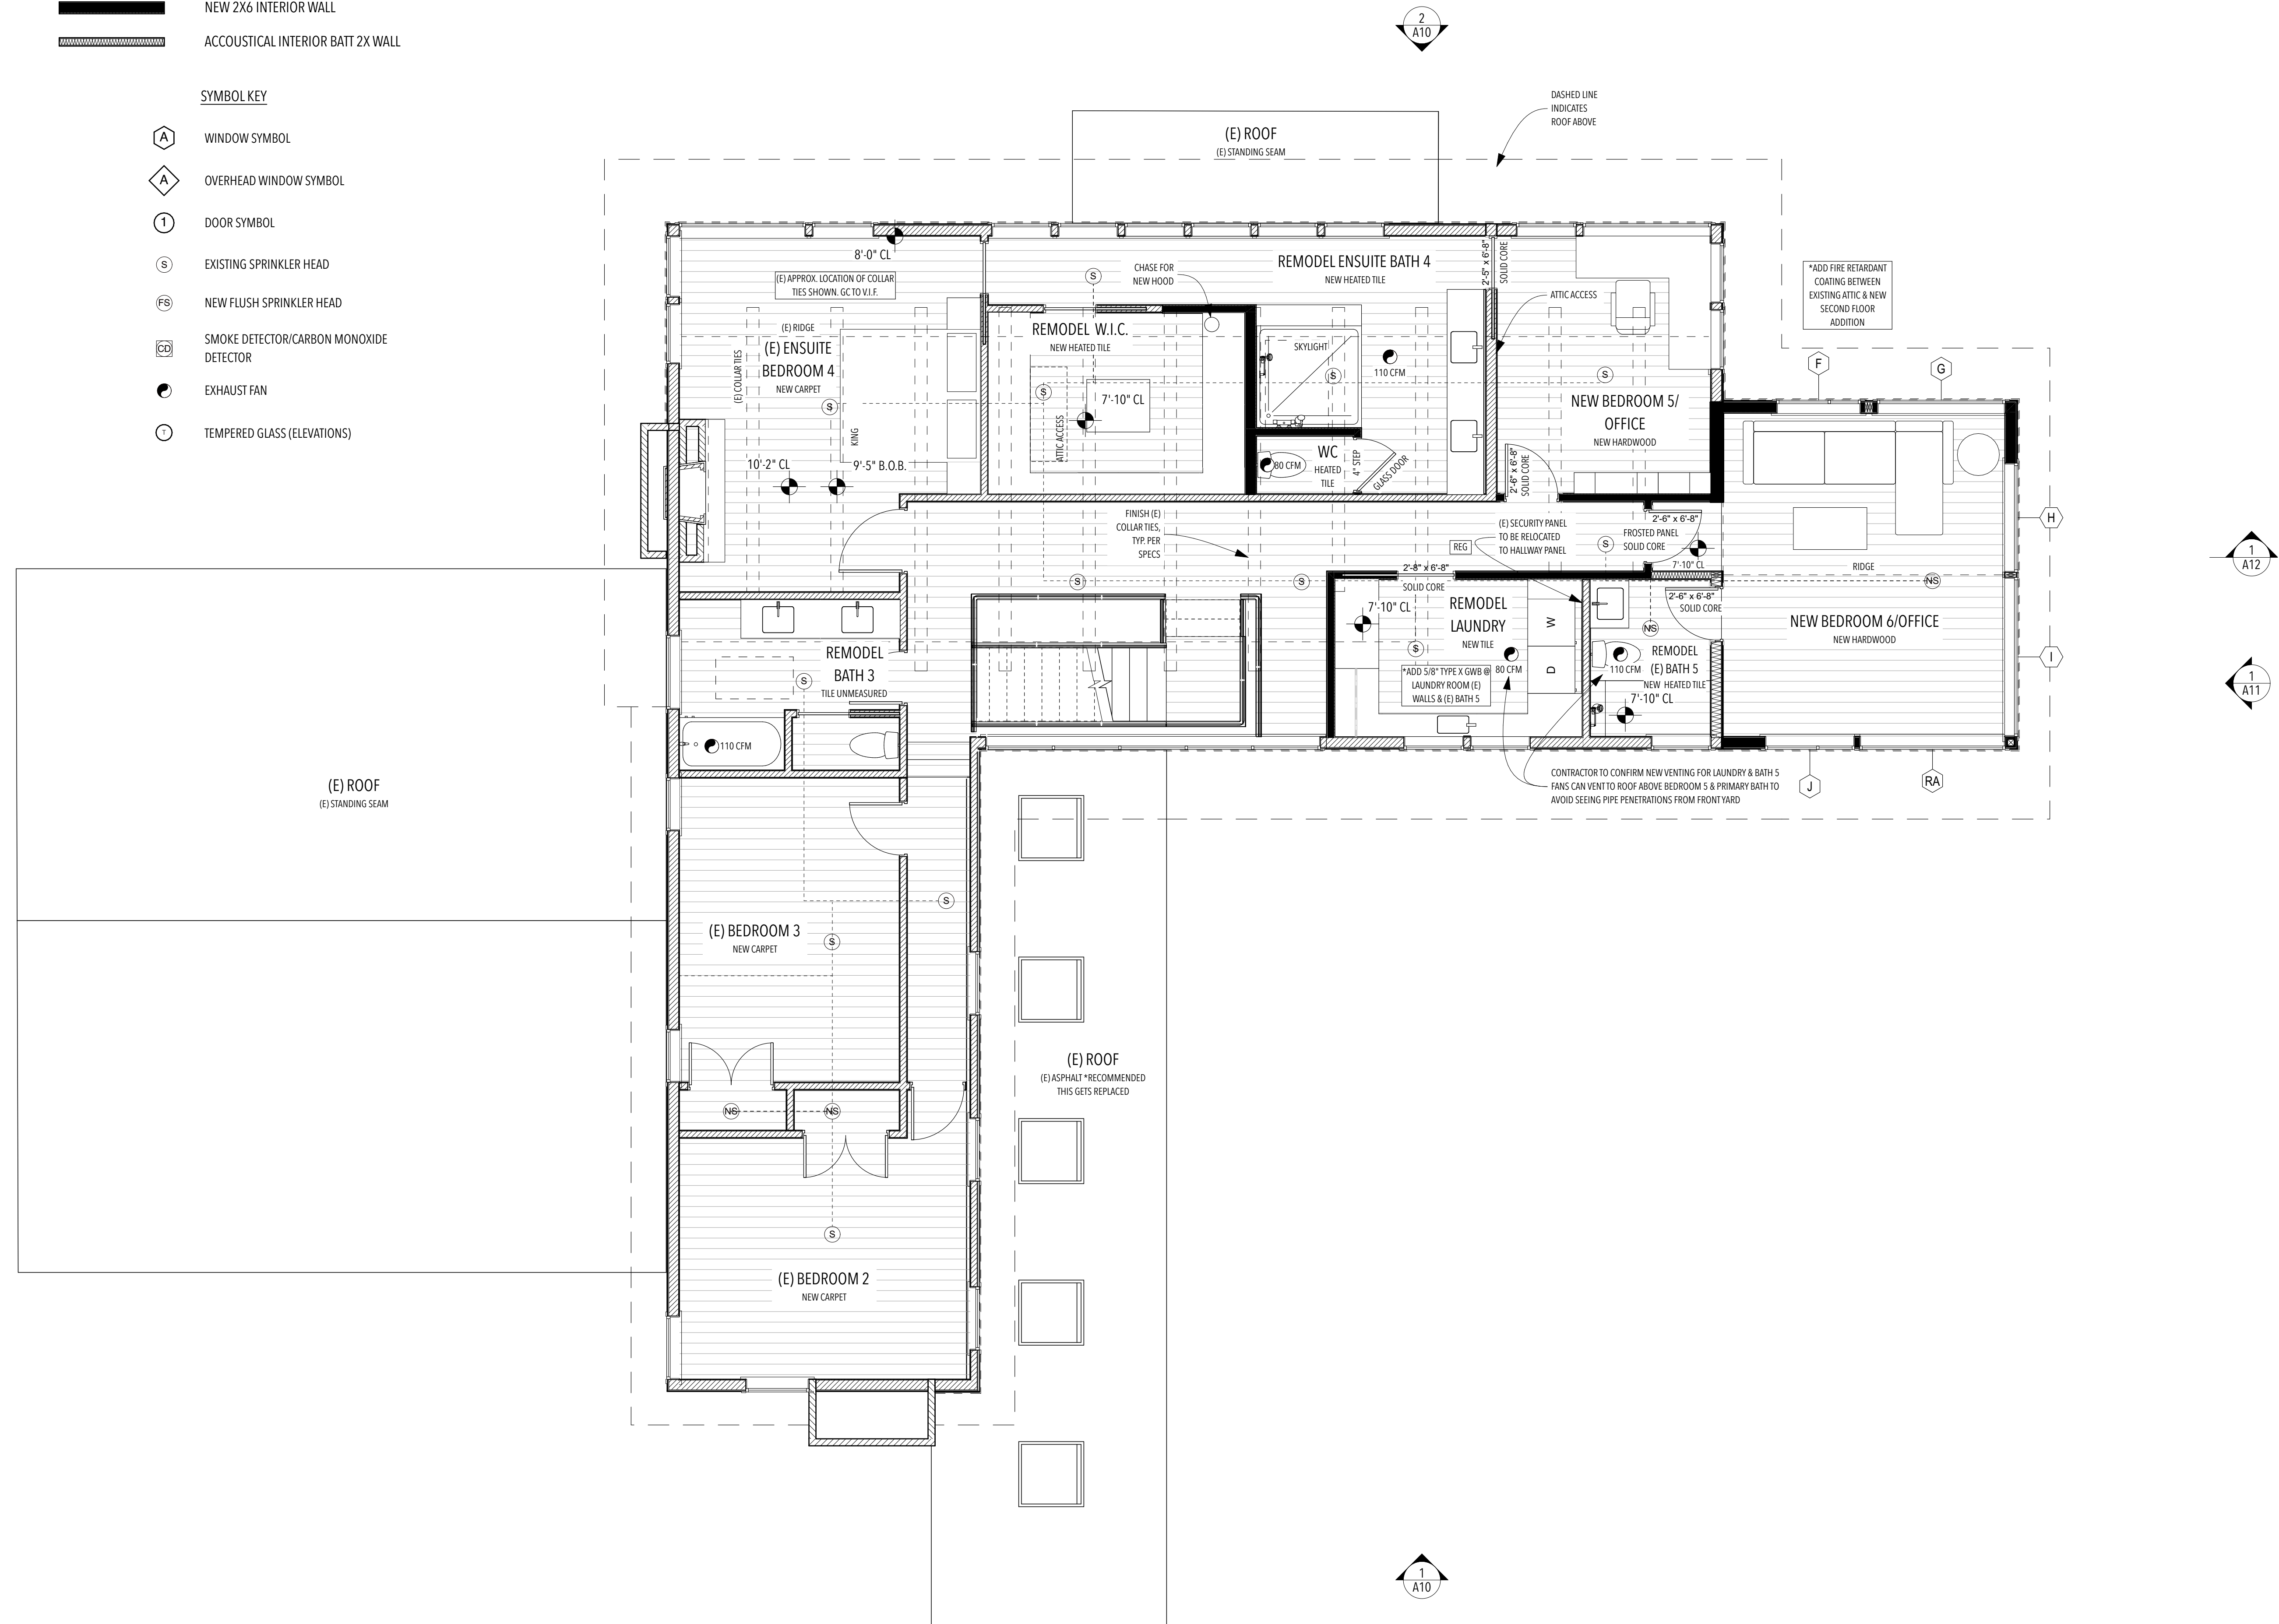 NEW 2X6 INTERIOR WALL
ACCOUSTICAL INTERIOR BATT 2X WALL
SYMBOL KEY
A
WINDOW SYMBOL
A
OVERHEAD WINDOW SYMBOL
1
DOOR SYMBOL
S
EXISTING SPRINKLER HEAD
FS
NEW FLUSH SPRINKLER HEAD
CD
SMOKE DETECTOR/CARBON MONOXIDE
DETECTOR
EXHAUST FAN
T
TEMPERED GLASS (ELEVATIONS)
2
A10
DASHED LINE
INDICATES
ROOF ABOVE
(E) ROOF
(E) STANDING SEAM
8'-0" CL
(E) APPROX. LOCATION OF COLLAR
TIES SHOWN. GC TO V.I.F.
(E) RIDGE
(E) ENSUITE
BEDROOM 4
NEW CARPET
(E) COLLAR TIES
S
KING
10'-2" CL
9'-5" B.O.B.
S
CHASE FOR
NEW HOOD
REMODEL W.I.C.
NEW HEATED TILE
S
7'-10" CL
ATTIC ACCESS
REMODEL ENSUITE BATH 4
NEW HEATED TILE
SKYLIGHT
S
110 CFM
WC
HEATED
TILE
80 CFM
4" STEP
GLASS DOOR
2'-5" x 6'-8"
SOLID CORE
ATTIC ACCESS
S
NEW BEDROOM 5/
OFFICE
NEW HARDWOOD
2'-6" x 6'-8"
SOLID CORE
*ADD FIRE RETARDANT
COATING BETWEEN
EXISTING ATTIC & NEW
SECOND FLOOR
ADDITION
F
G
H
I
J
RA
1
A12
1
A11
FINISH (E)
COLLAR TIES,
TYP. PER
SPECS
S
S
REG
(E) SECURITY PANEL
TO BE RELOCATED
TO HALLWAY PANEL
S
2'-6" x 6'-8"
FROSTED PANEL
SOLID CORE
7'-10" CL
RIDGE
NS
NEW BEDROOM 6/OFFICE
NEW HARDWOOD
2'-8" x 6'-8"
SOLID CORE
7'-10" CL
REMODEL
LAUNDRY
NEW TILE
S
W
D
80 CFM
*ADD 5/8" TYPE X GWB @
LAUNDRY ROOM (E)
WALLS & (E) BATH 5
2'-6" x 6'-8"
SOLID CORE
NS
REMODEL
(E) BATH 5
NEW HEATED TILE
110 CFM
7'-10" CL
CONTRACTOR TO CONFIRM NEW VENTING FOR LAUNDRY & BATH 5
FANS CAN VENT TO ROOF ABOVE BEDROOM 5 & PRIMARY BATH TO
AVOID SEEING PIPE PENETRATIONS FROM FRONT YARD
REMODEL
BATH 3
TILE UNMEASURED
S
110 CFM
(E) ROOF
(E) STANDING SEAM
S
(E) BEDROOM 3
NEW CARPET
S
NS
NS
S
(E) BEDROOM 2
NEW CARPET
(E) ROOF
(E) ASPHALT *RECOMMENDED
THIS GETS REPLACED
1
A10